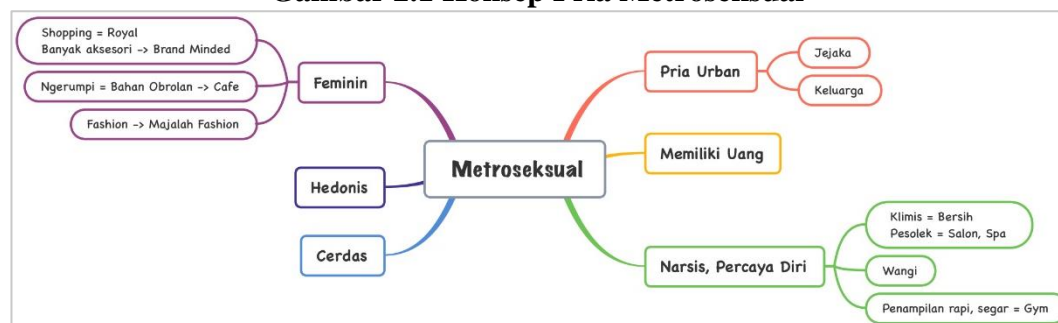 Gambar 2.1 Konsep Pria Metroseksual
Shopping = Royal
Banyak aksesori -> Brand Minded
Ngerumpi = Bahan Obrolan -> Cafe
Fashion -> Majalah Fashion
Feminin
Hedonis
Cerdas
Metroseksual
Pria Urban
Jejaka
Keluarga
Memiliki Uang
Narsis, Percaya Diri
Klimis = Bersih
Pesolek = Salon, Spa
Wangi
Penampilan rapi, segar = Gym